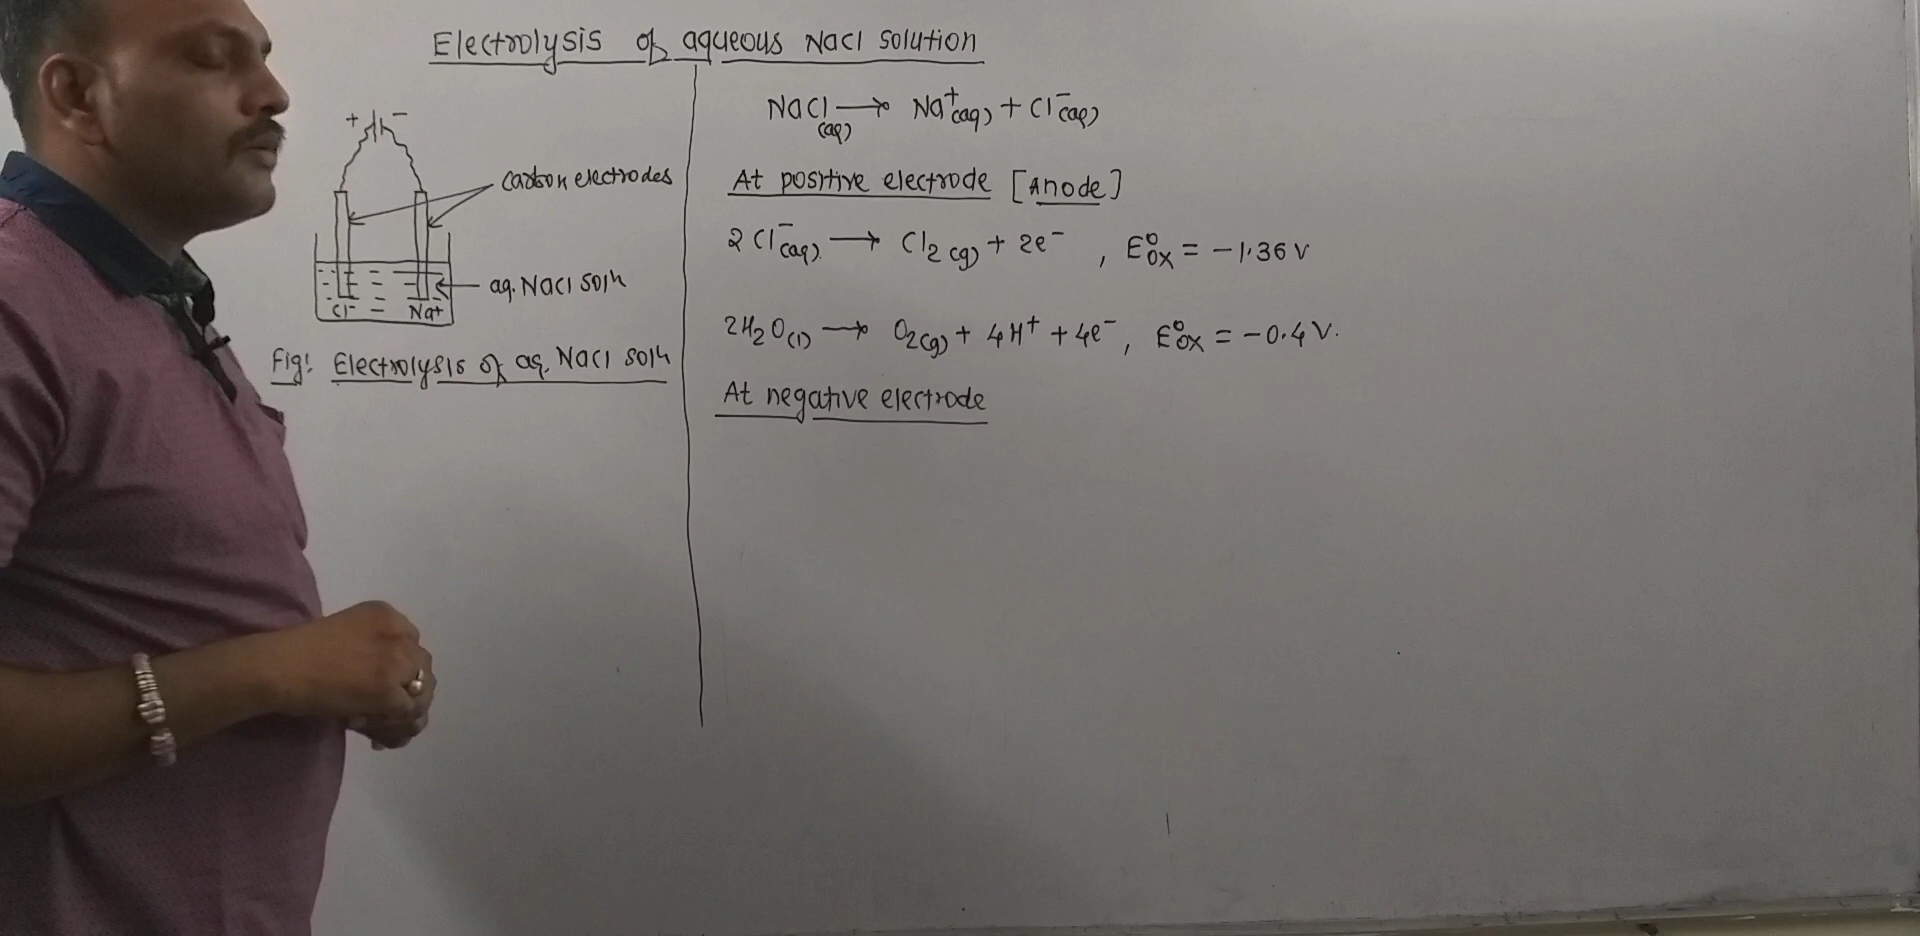 Electrolysis of aqueous NaCl solution
+ −
carbon electrodes
aq. NaCl soln
Cl⁻ Na⁺
Fig: Electrolysis of aq. NaCl soln
NaCl(aq) → Na⁺(aq) + Cl⁻(aq)
At positive electrode [Anode]
2Cl⁻(aq) → Cl₂(g) + 2e⁻ , E°ox = −1.36 V
2H₂O(l) → O₂(g) + 4H⁺ + 4e⁻, E°ox = −0.4 V.
At negative electrode